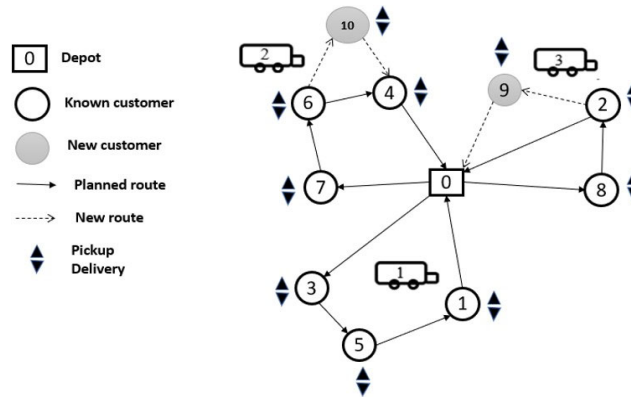 0 Depot
Known customer
New customer
Planned route
New route
Pickup
Delivery
10
2
3
6
4
9
2
7
0
8
3
1
1
5